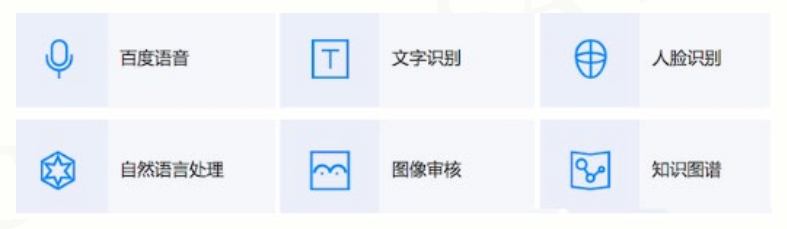 百度语音
文字识别
人脸识别
自然语言处理
图像审核
知识图谱